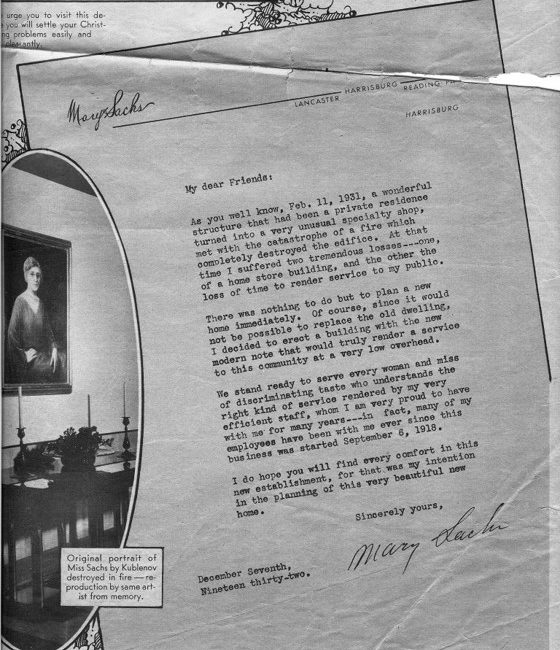 urge you to visit this de-
you will settle your Christ-
ng problems easily and
pleasantly.
Mary Sachs
LANCASTER HARRISBURG READING
HARRISBURG
My dear Friends:
As you well know, Feb. 11, 1931, a wonderful
structure that had been a private residence
turned into a very unusual specialty shop,
met with the catastrophe of a fire which
completely destroyed the edifice. At that
time I suffered two tremendous losses---one,
of a home store building, and the other the
loss of time to render service to my public.
There was nothing to do but to plan a new
home immediately. Of course, since it would
not be possible to replace the old dwelling,
I decided to erect a building with the new
modern note that would truly render a service
to this community at a very low overhead.
We stand ready to serve every woman and miss
of discriminating taste who understands the
right kind of service rendered by my very
efficient staff, whom I am very proud to have
with me for many years---in fact, many of my
employees have been with me ever since this
business was started September 6, 1918.
I do hope you will find every comfort in this
new establishment, for that was my intention
in the planning of this very beautiful new
home.
Sincerely yours,
Mary Sachs
December Seventh,
Nineteen thirty-two.
Original portrait of
Miss Sachs by Kublenov
destroyed in fire — re-
production by same art-
ist from memory.